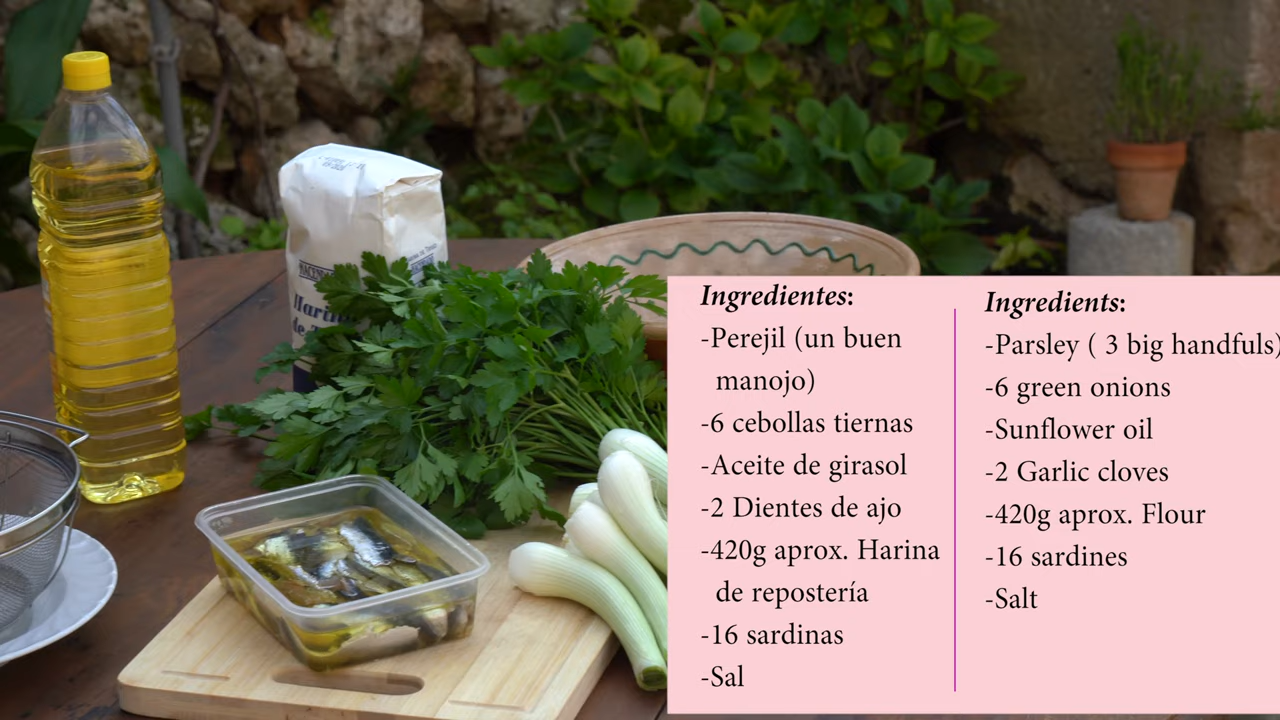 Ingredientes:
-Perejil (un buen
manojo)
-6 cebollas tiernas
-Aceite de girasol
-2 Dientes de ajo
-420g aprox. Harina
de repostería
-16 sardinas
-Sal
Ingredients:
-Parsley ( 3 big handfuls)
-6 green onions
-Sunflower oil
-2 Garlic cloves
-420g aprox. Flour
-16 sardines
-Salt